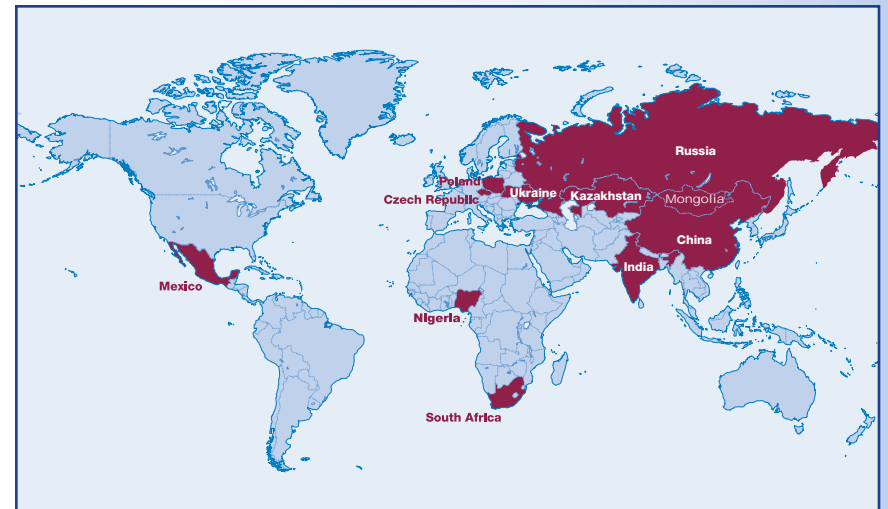 Russia
Poland
Ukraine
Kazakhstan
Czech Republic
Mongolia
China
India
Mexico
NIgeria
South Africa